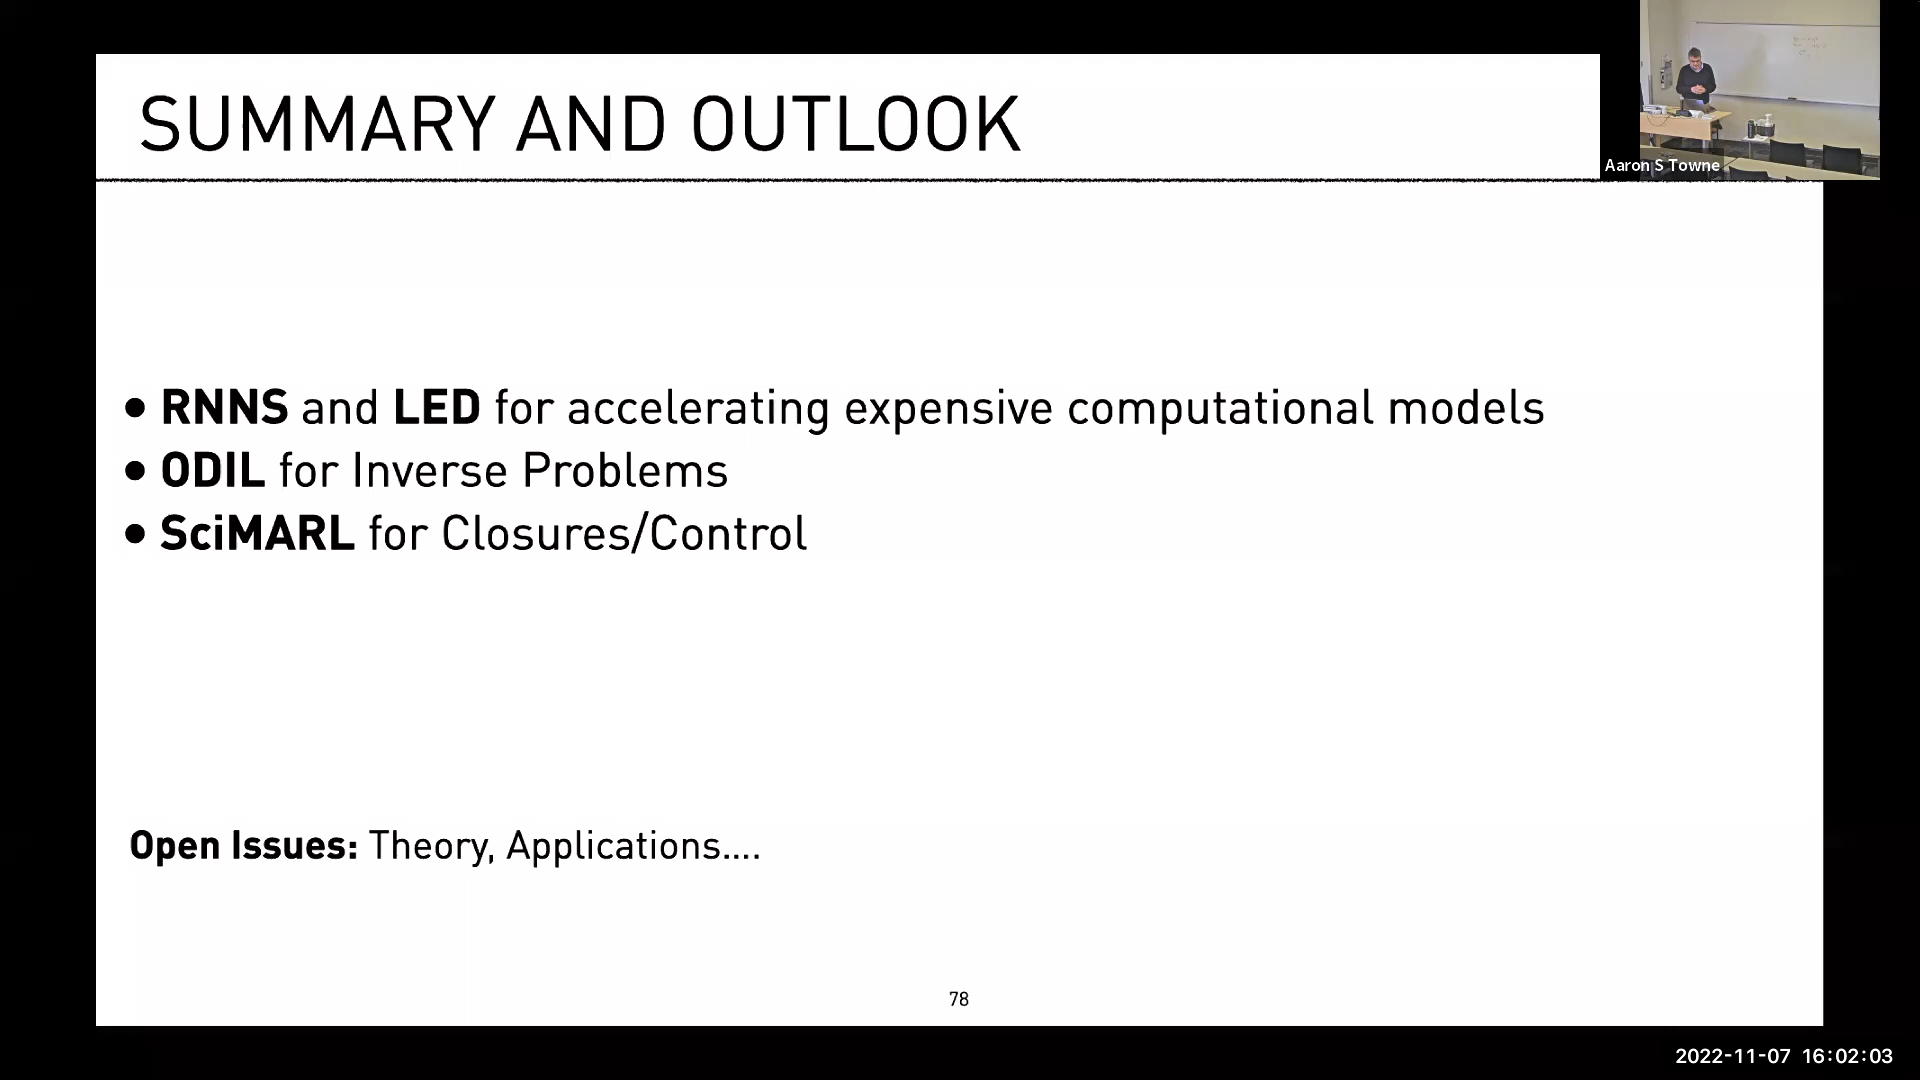 SUMMARY AND OUTLOOK
Aaron S Towne
• RNNS and LED for accelerating expensive computational models
• ODIL for Inverse Problems
• SciMARL for Closures/Control
Open Issues: Theory, Applications....
78
2022-11-07 16:02:03